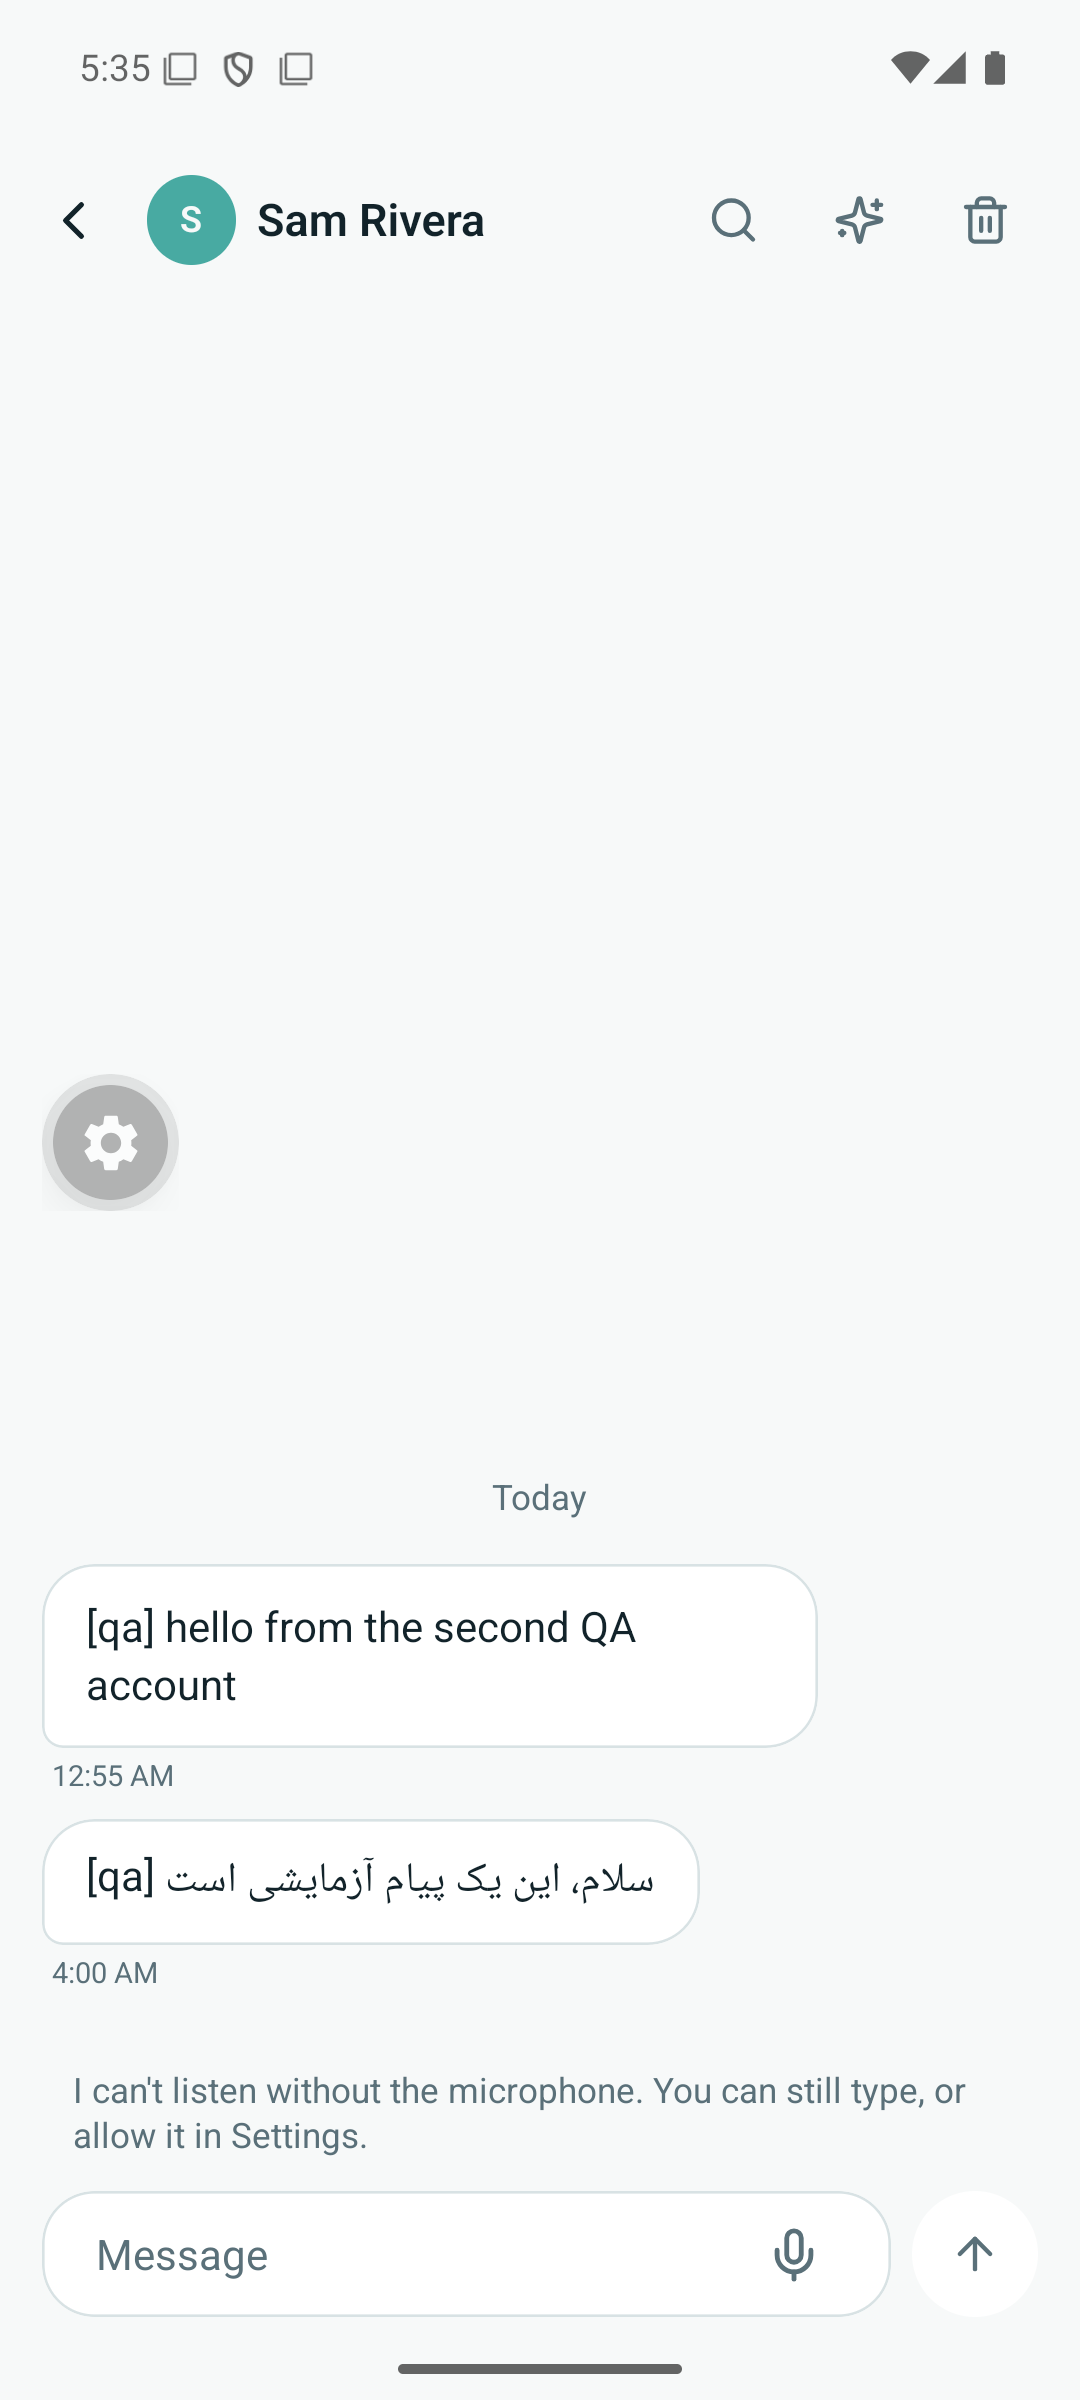 5:35
S
Sam Rivera
Today
[qa] hello from the second QA
account
12:55 AM
[qa] سلام، این یک پیام آزمایشی است
4:00 AM
I can't listen without the microphone. You can still type, or
allow it in Settings.
Message